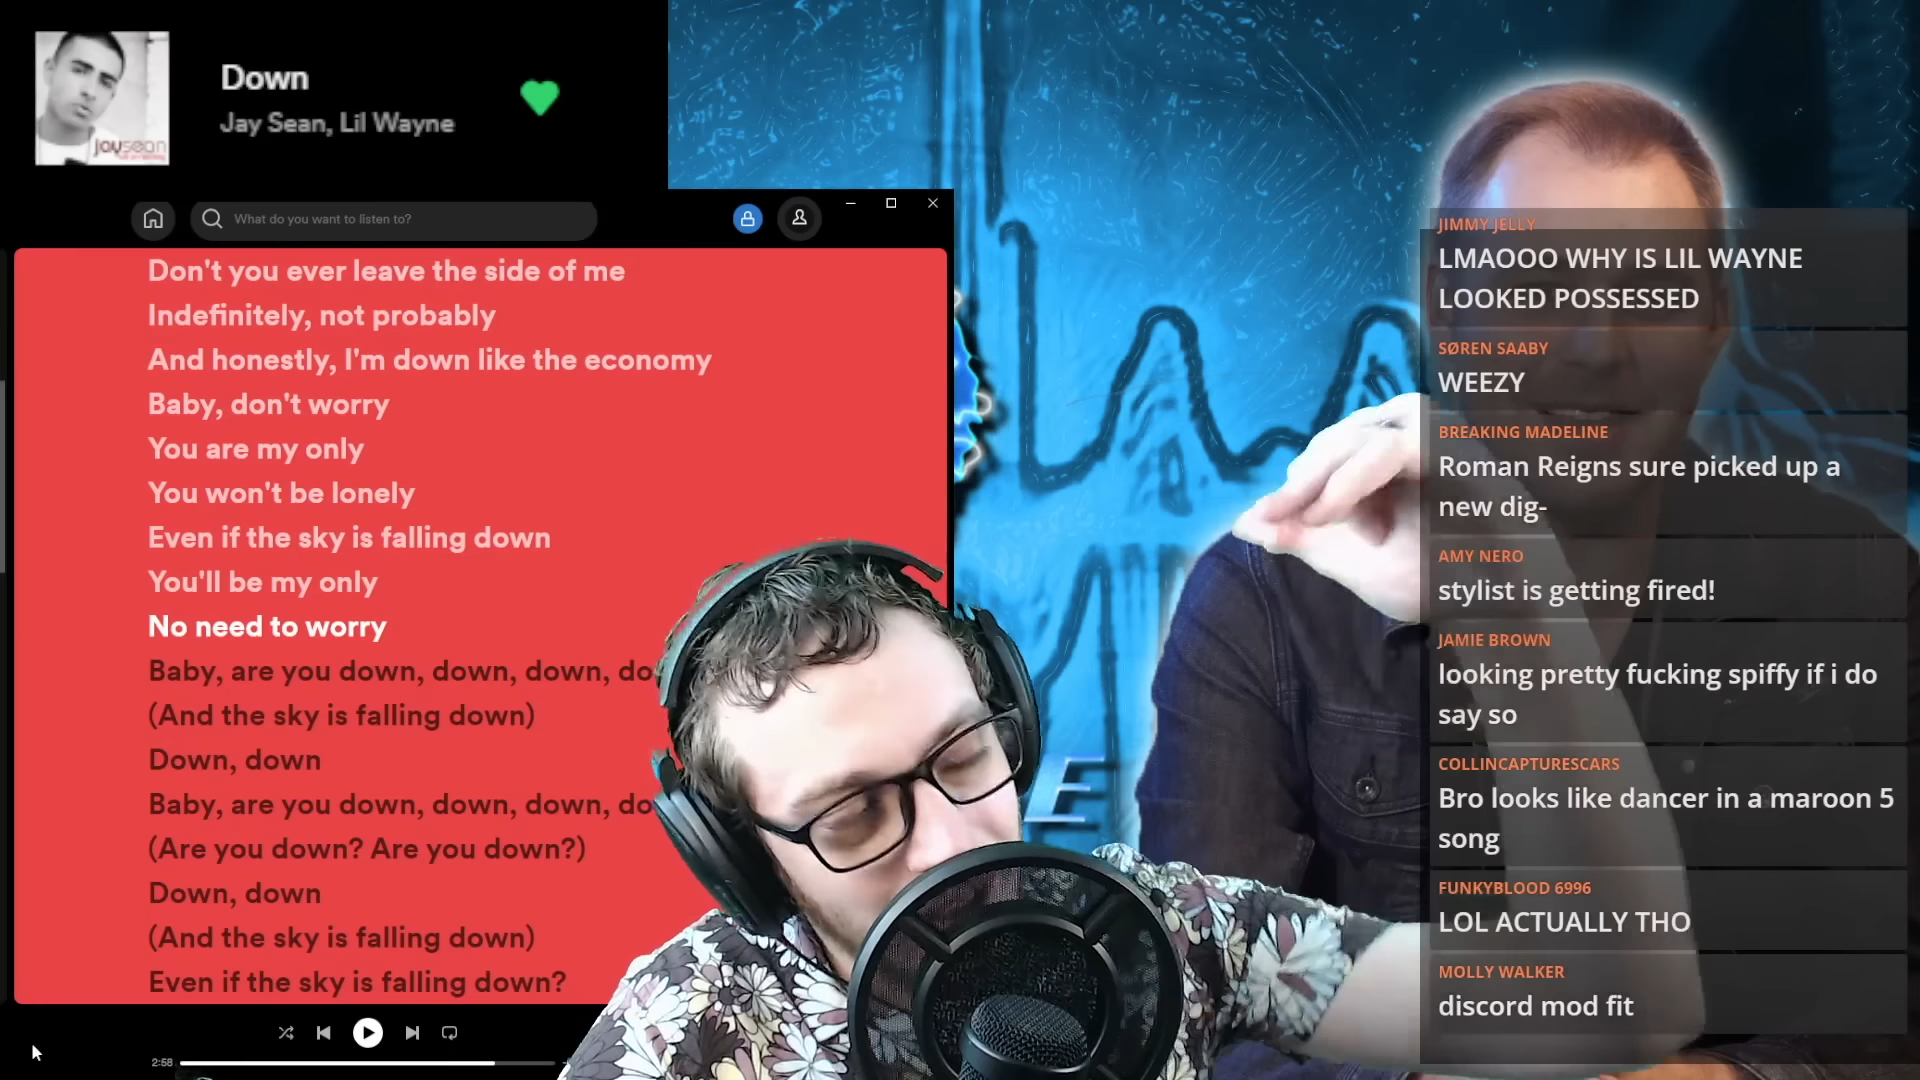 Down
Jay Sean, Lil Wayne
jaysean
What do you want to listen to?
Don't you ever leave the side of me
Indefinitely, not probably
And honestly, I'm down like the economy
Baby, don't worry
You are my only
You won't be lonely
Even if the sky is falling down
You'll be my only
No need to worry
Baby, are you down, down, down, do
(And the sky is falling down)
Down, down
Baby, are you down, down, down, do
(Are you down? Are you down?)
Down, down
(And the sky is falling down)
Even if the sky is falling down?
2:58
JIMMY JELLY
LMAOOO WHY IS LIL WAYNE
LOOKED POSSESSED
SØREN SAABY
WEEZY
BREAKING MADELINE
Roman Reigns sure picked up a
new dig-
AMY NERO
stylist is getting fired!
JAMIE BROWN
looking pretty fucking spiffy if i do
say so
COLLINCAPTURESCARS
Bro looks like dancer in a maroon 5
song
FUNKYBLOOD 6996
LOL ACTUALLY THO
MOLLY WALKER
discord mod fit